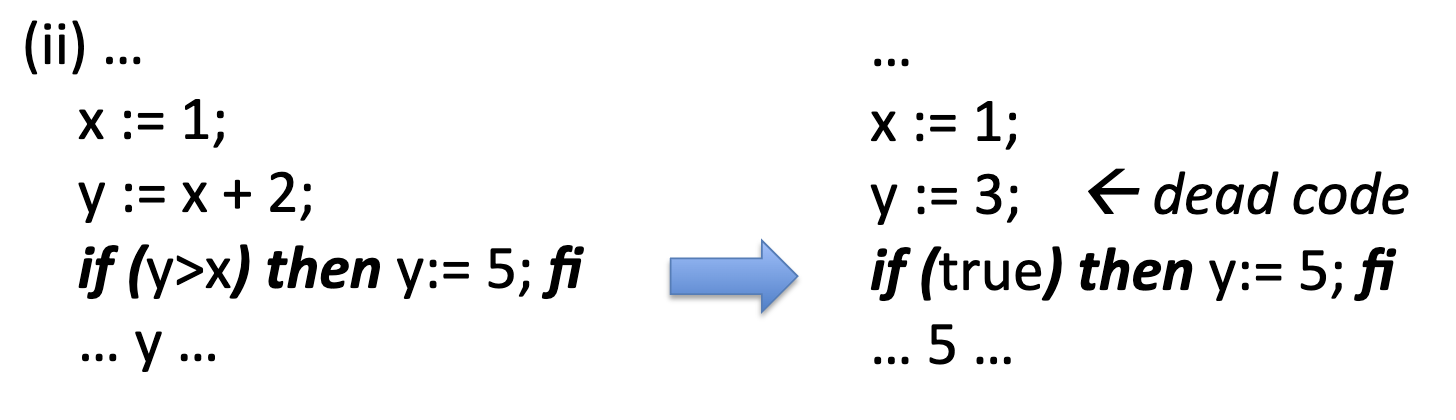 (ii) ...
x := 1;
y := x + 2;
if (y>x) then y:= 5; fi
... y ...
...
x := 1;
y := 3; ← dead code
if (true) then y:= 5; fi
... 5 ...